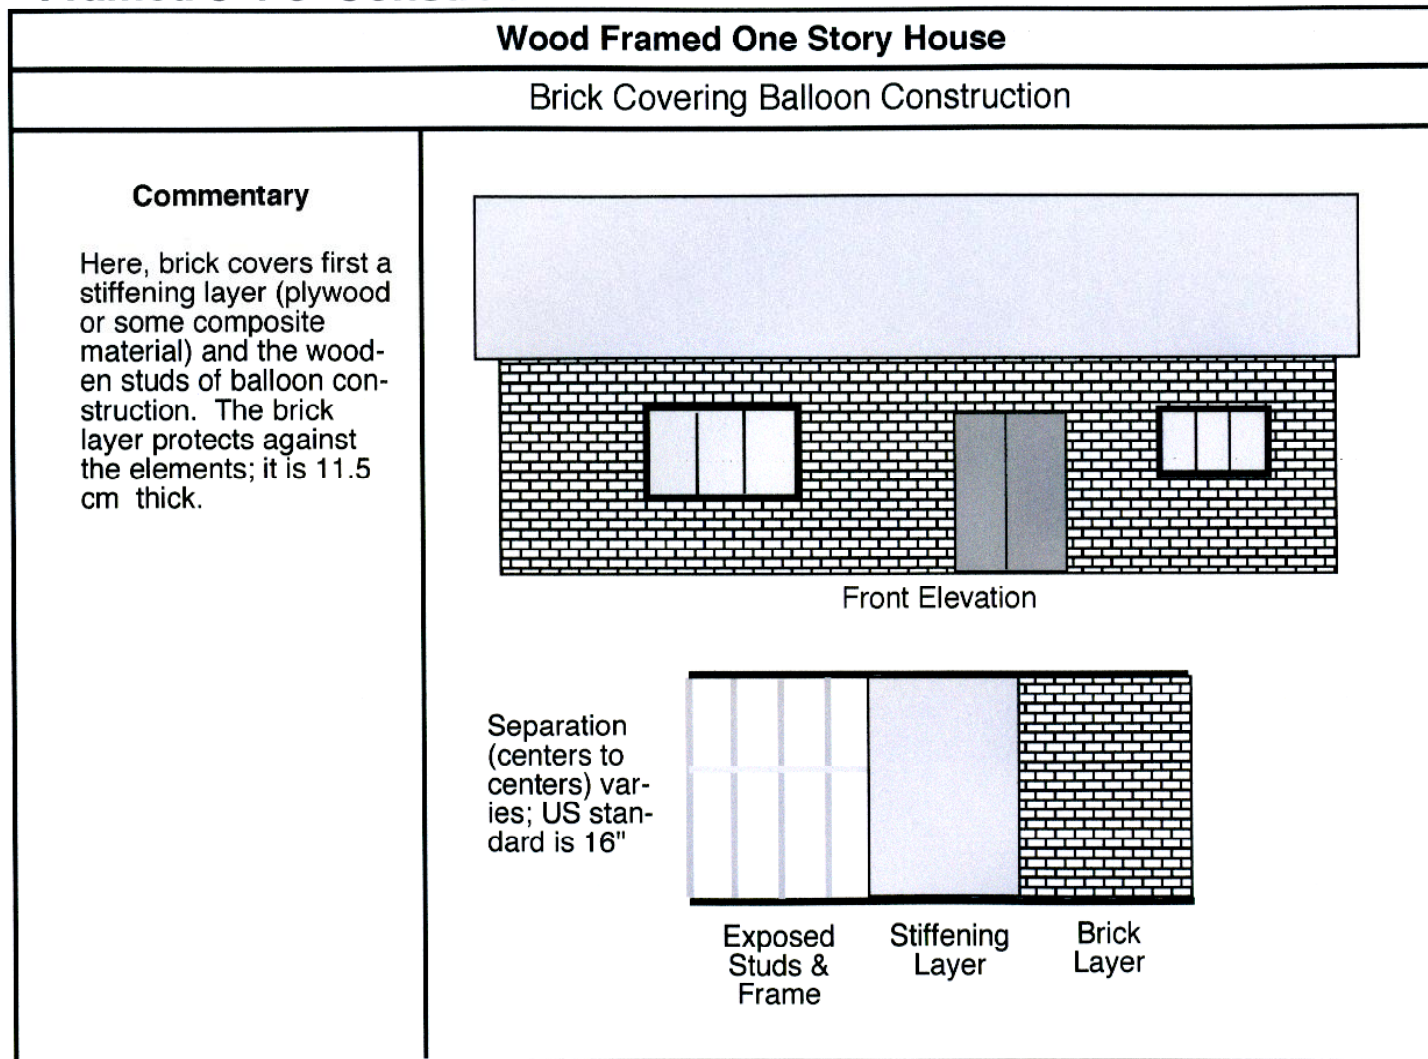 Wood Framed One Story House
Brick Covering Balloon Construction
Commentary
Here, brick covers first a
stiffening layer (plywood
or some composite
material) and the wood-
en studs of balloon con-
struction. The brick
layer protects against
the elements; it is 11.5
cm thick.
Front Elevation
Separation
(centers to
centers) var-
ies; US stan-
dard is 16"
Exposed
Studs &
Frame
Stiffening
Layer
Brick
Layer